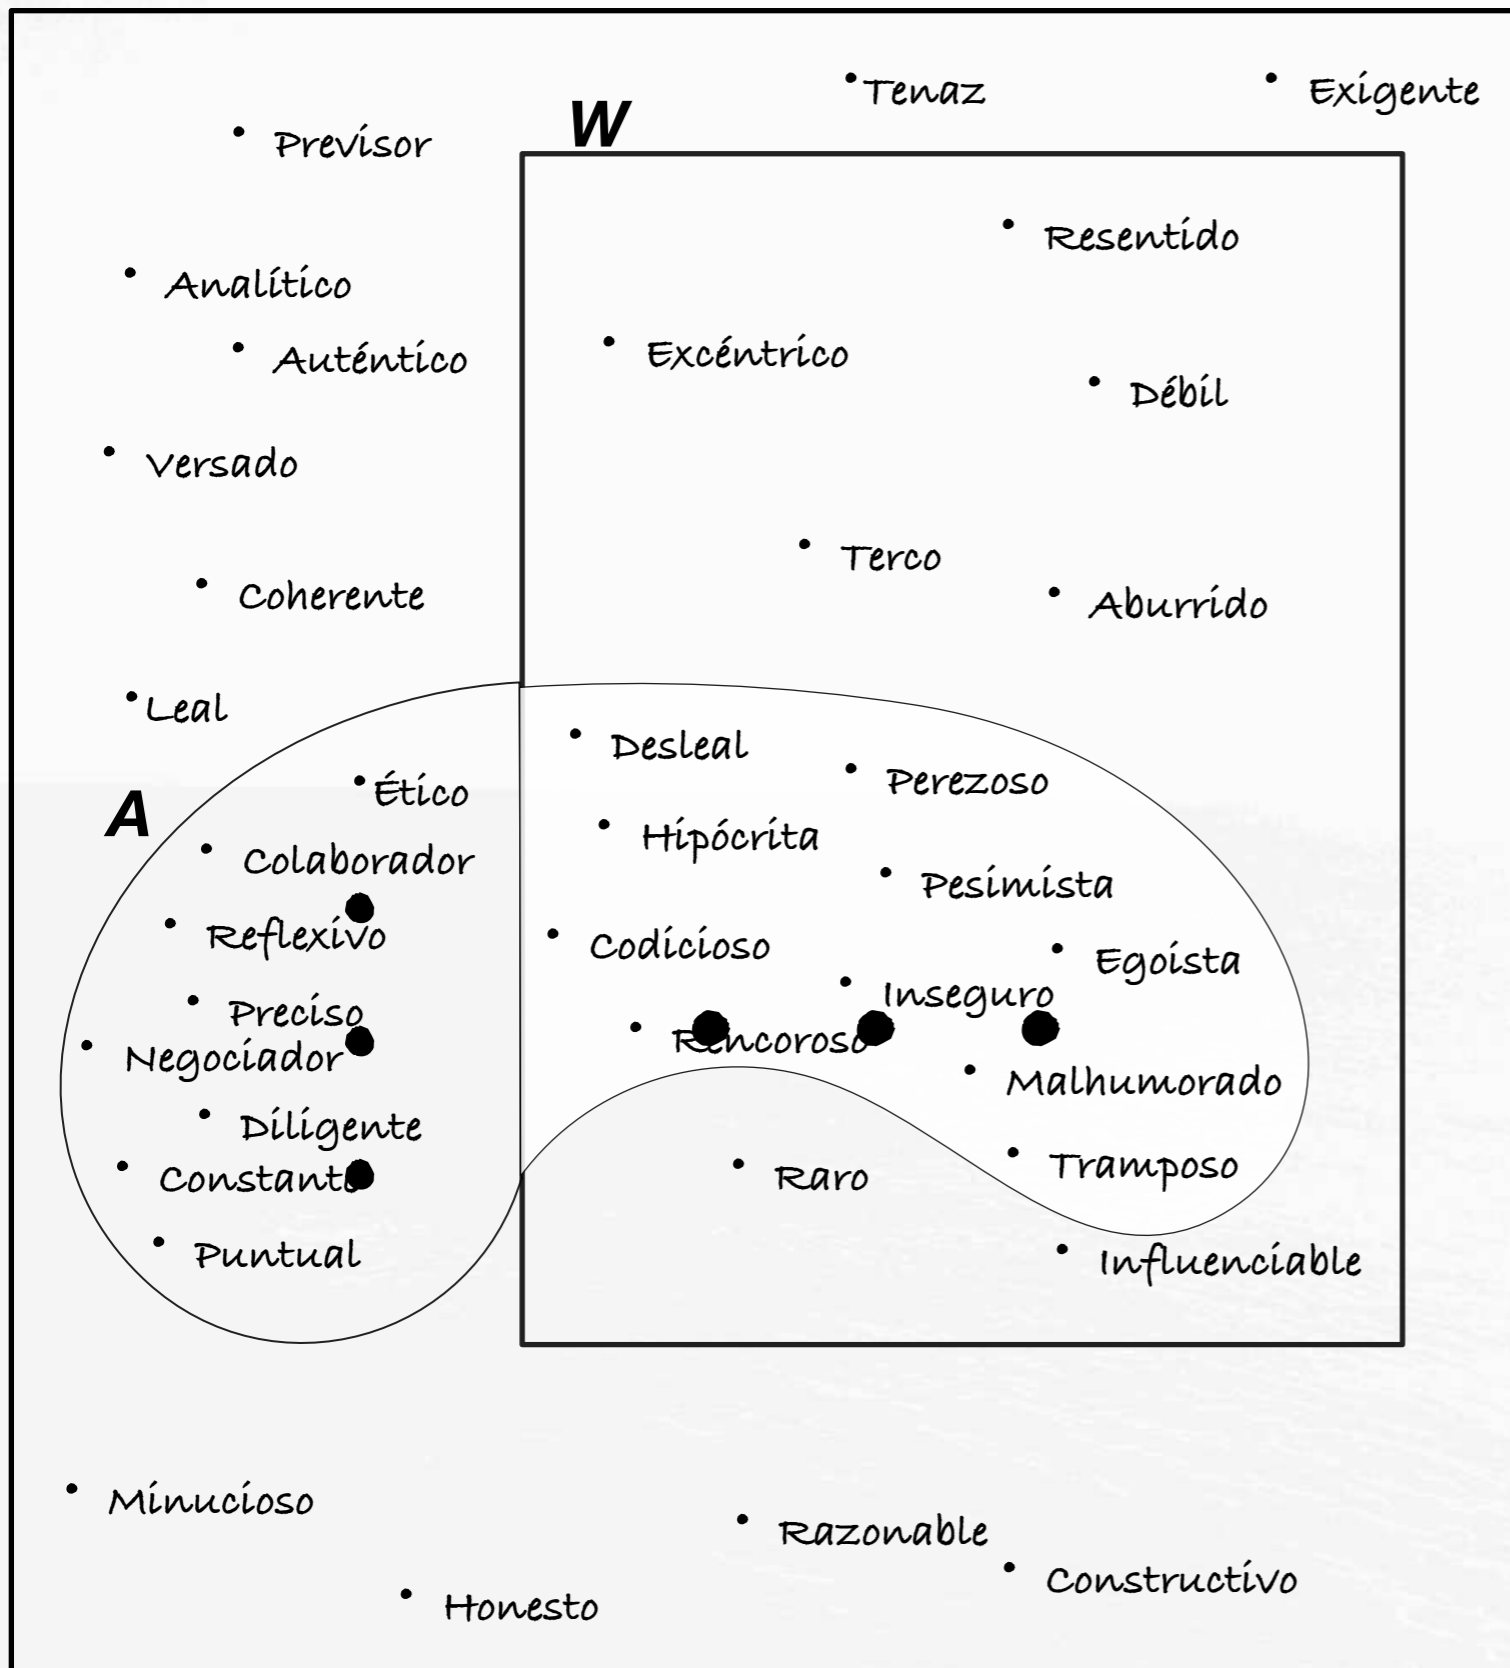 Tenaz
Exigente
W
Previsor
Resentido
Analítico
Excéntrico
Auténtico
Débil
Versado
Terco
Coherente
Aburrido
Leal
Desleal
Perezoso
Ético
A
Hipócrita
Colaborador
Pesimista
Reflexivo
Codicioso
Egoísta
Inseguro
Preciso
Rencoroso
Negociador
Malhumorado
Diligente
Tramposo
Constante
Raro
Puntual
Influenciable
Minucioso
Razonable
Constructivo
Honesto